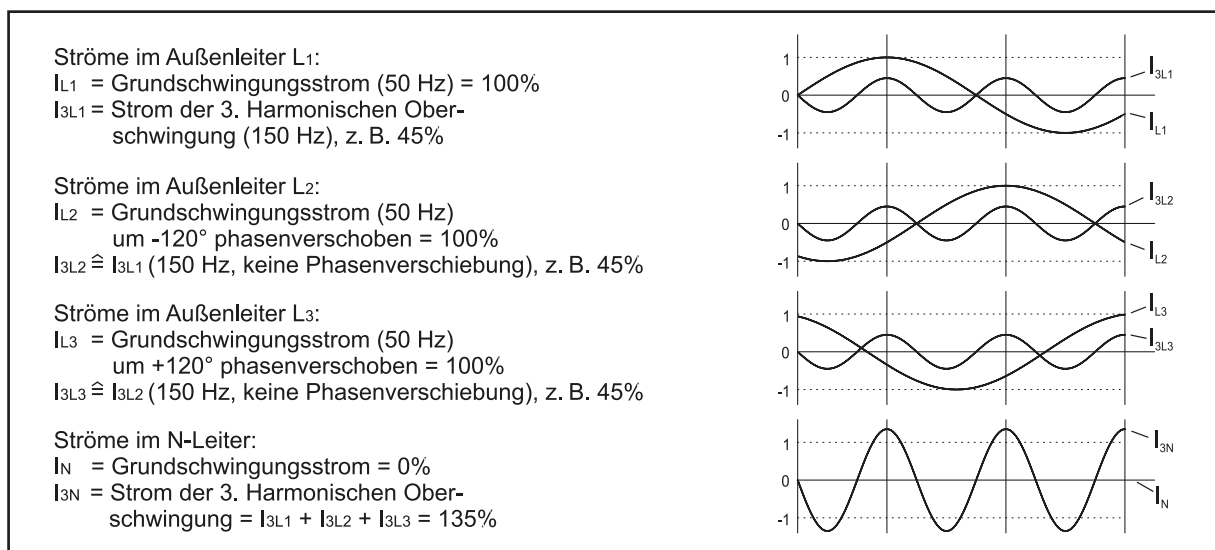 Ströme im Außenleiter L1:
IL1 = Grundschwingungsstrom (50 Hz) = 100%
I3L1 = Strom der 3. Harmonischen Ober-
schwingung (150 Hz), z. B. 45%
Ströme im Außenleiter L2:
IL2 = Grundschwingungsstrom (50 Hz)
um -120° phasenverschoben = 100%
I3L2 ≙ I3L1 (150 Hz, keine Phasenverschiebung), z. B. 45%
Ströme im Außenleiter L3:
IL3 = Grundschwingungsstrom (50 Hz)
um +120° phasenverschoben = 100%
I3L3 ≙ I3L2 (150 Hz, keine Phasenverschiebung), z. B. 45%
Ströme im N-Leiter:
IN = Grundschwingungsstrom = 0%
I3N = Strom der 3. Harmonischen Ober-
schwingung = I3L1 + I3L2 + I3L3 = 135%
1
0
-1
I3L1
IL1
1
0
-1
I3L2
IL2
1
0
-1
IL3
I3L3
1
0
-1
I3N
IN